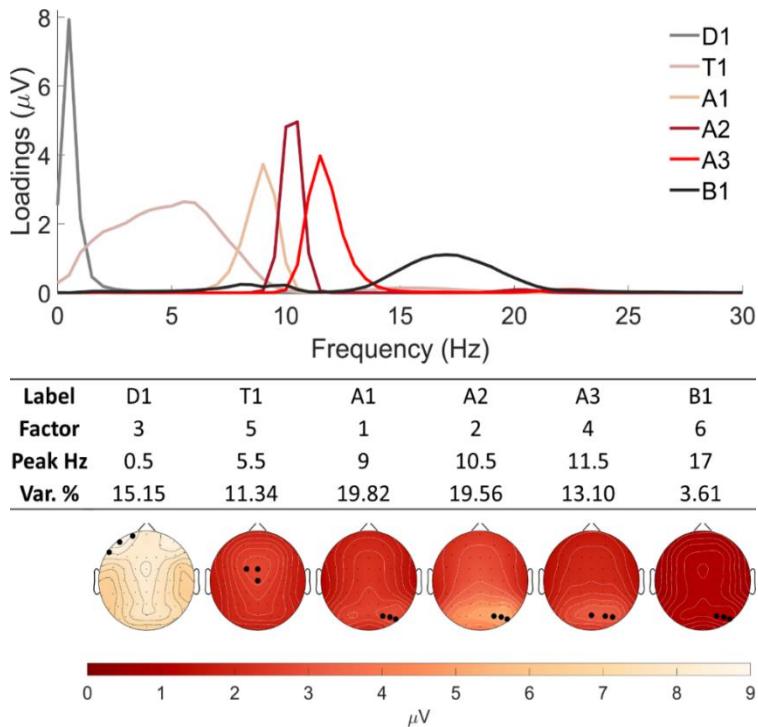 Loadings (μV)
8
6
4
2
0
D1
T1
A1
A2
A3
B1
0 5 10 15 20 25 30
Frequency (Hz)
Label D1 T1 A1 A2 A3 B1
Factor 3 5 1 2 4 6
Peak Hz 0.5 5.5 9 10.5 11.5 17
Var. % 15.15 11.34 19.82 19.56 13.10 3.61
0 1 2 3 4 5 6 7 8 9
μV